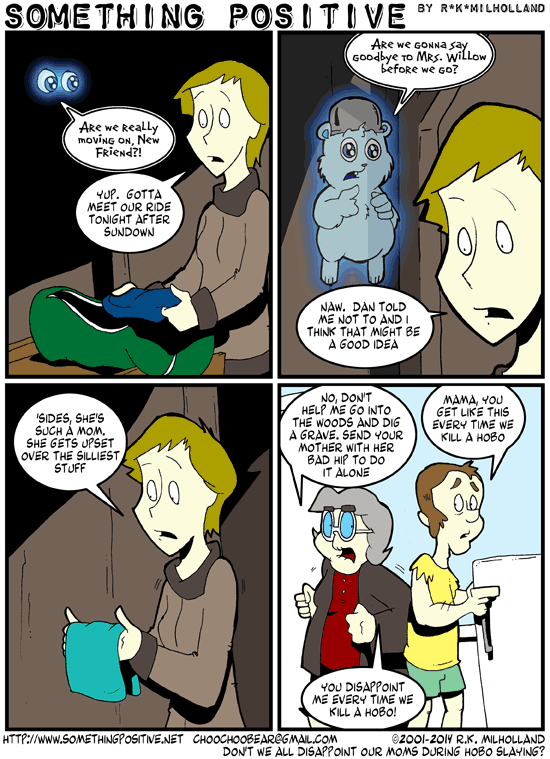 SOMETHING POSITIVE BY R*K*MILHOLLAND
ARE WE REALLY
MOVING ON, NEW
FRIEND?!
YUP. GOTTA
MEET OUR RIDE
TONIGHT AFTER
SUNDOWN
ARE WE GONNA SAY
GOODBYE TO MRS. WILLOW
BEFORE WE GO?
NAW. DAN TOLD
ME NOT TO AND I
THINK THAT MIGHT BE
A GOOD IDEA
'SIDES, SHE'S
SUCH A MOM.
SHE GETS UPSET
OVER THE SILLIEST
STUFF
NO, DON'T
HELP ME GO INTO
THE WOODS AND DIG
A GRAVE. SEND YOUR
MOTHER WITH HER
BAD HIP TO DO
IT ALONE
MAMA, YOU
GET LIKE THIS
EVERY TIME WE
KILL A HOBO
YOU DISAPPOINT
ME EVERY TIME WE
KILL A HOBO!
HTTP://WWW.SOMETHINGPOSITIVE.NET CHOOCHOOBEAR@GMAIL.COM ©2001-2014 R.K. MILHOLLAND
DON'T WE ALL DISAPPOINT OUR MOMS DURING HOBO SLAYING?